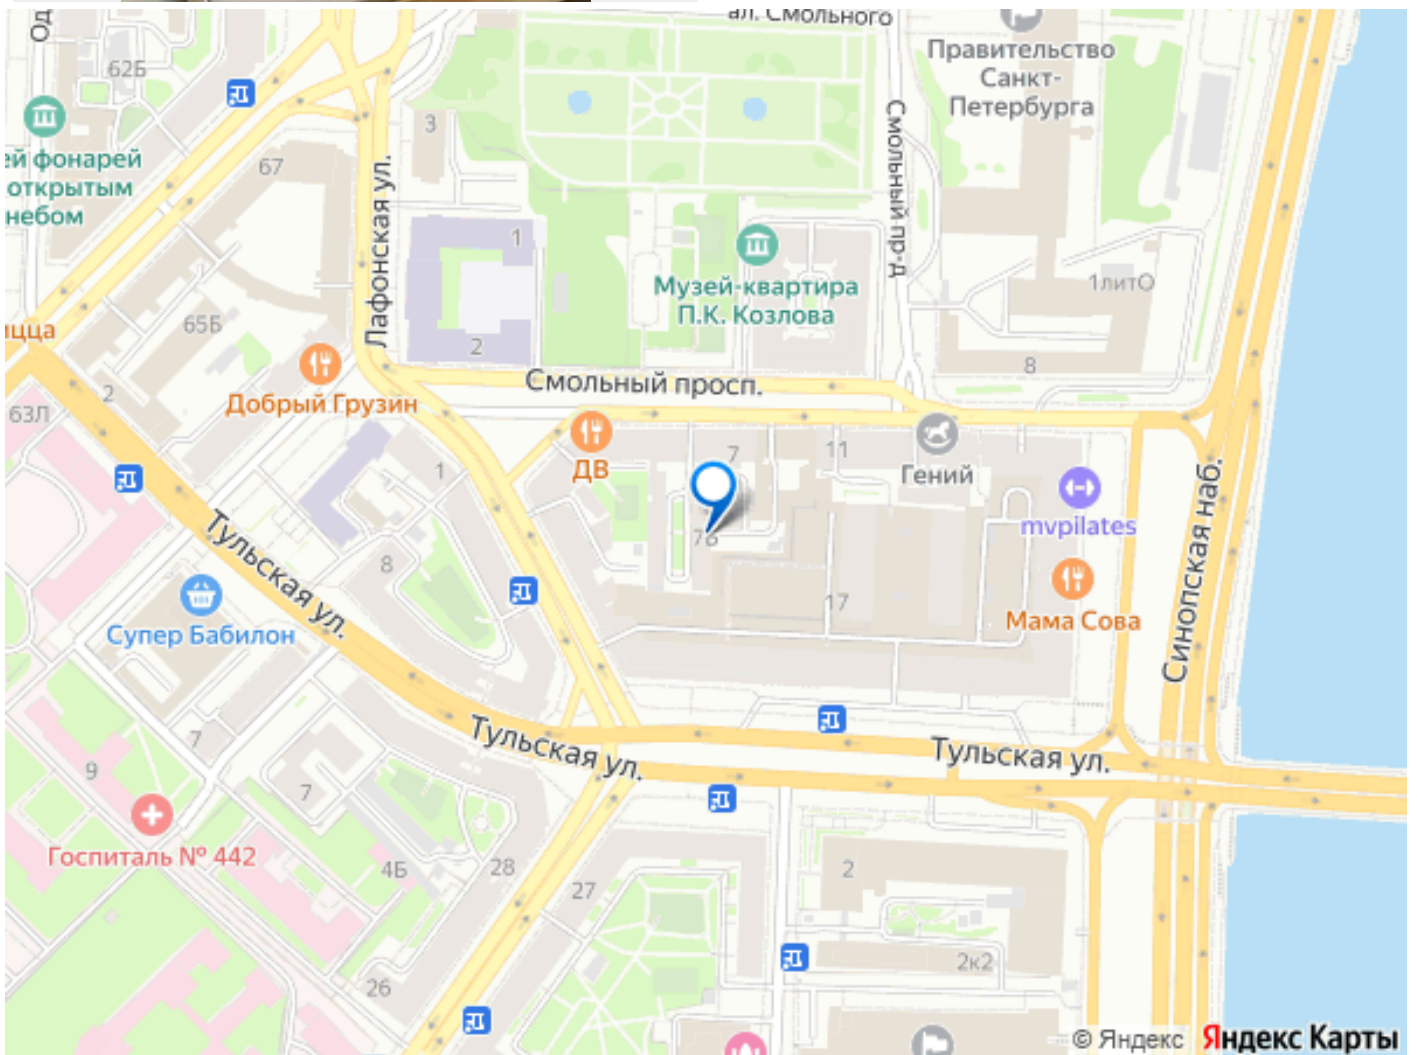 ал. Смольного
Правительство
Санкт-
Петербурга
62Б
3
ей фонарей
открытым
небом
67
Лафонская ул.
Смольный пр-д
1
Музей-квартира
П.К. Козлова
1литО
65Б
2
8
ицца
Смольный просп.
2
Добрый Грузин
63Л
ДВ
7
11
Гений
1
mvpilates
Синопская наб.
7Б
Тульская ул.
8
Супер Бабилон
17
Мама Сова
Тульская ул.
Тульская ул.
7
9
7
Госпиталь № 442
4Б
28
27
2
2к2
26
© Яндекс Яндекс Карты